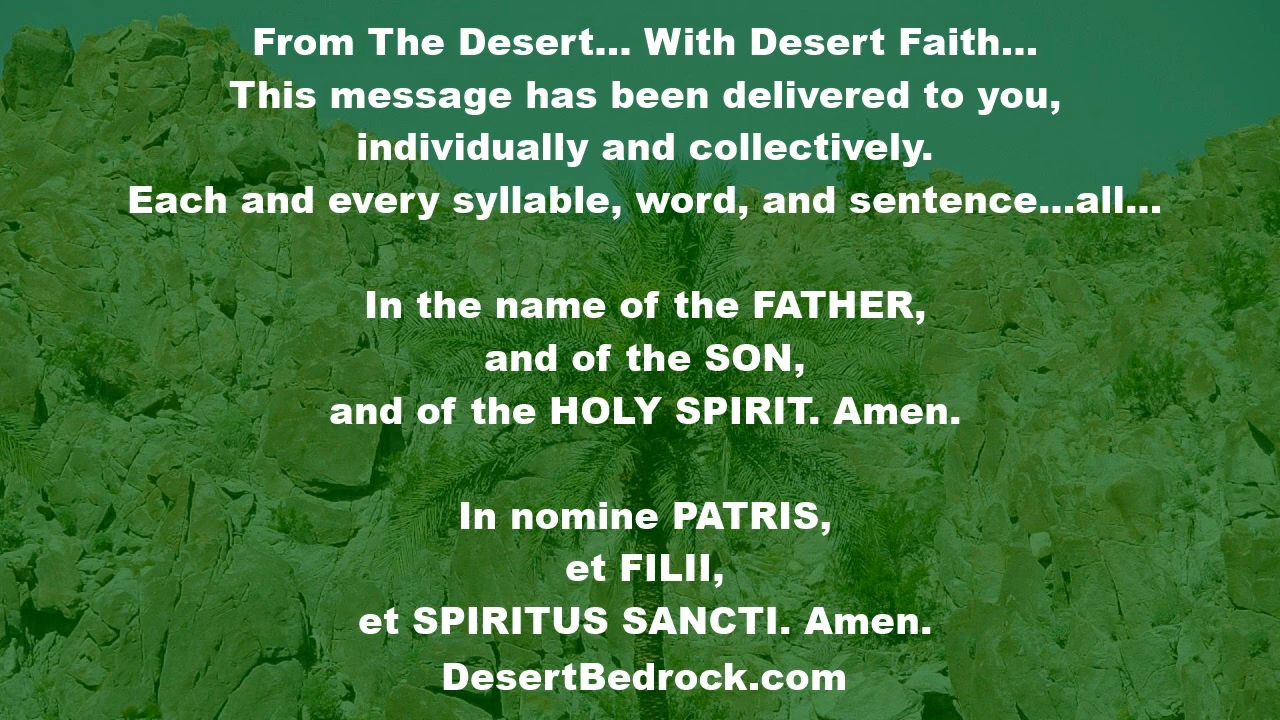 From The Desert... With Desert Faith...
This message has been delivered to you,
individually and collectively.
Each and every syllable, word, and sentence...all...
In the name of the FATHER,
and of the SON,
and of the HOLY SPIRIT. Amen.
In nomine PATRIS,
et FILII,
et SPIRITUS SANCTI. Amen.
DesertBedrock.com